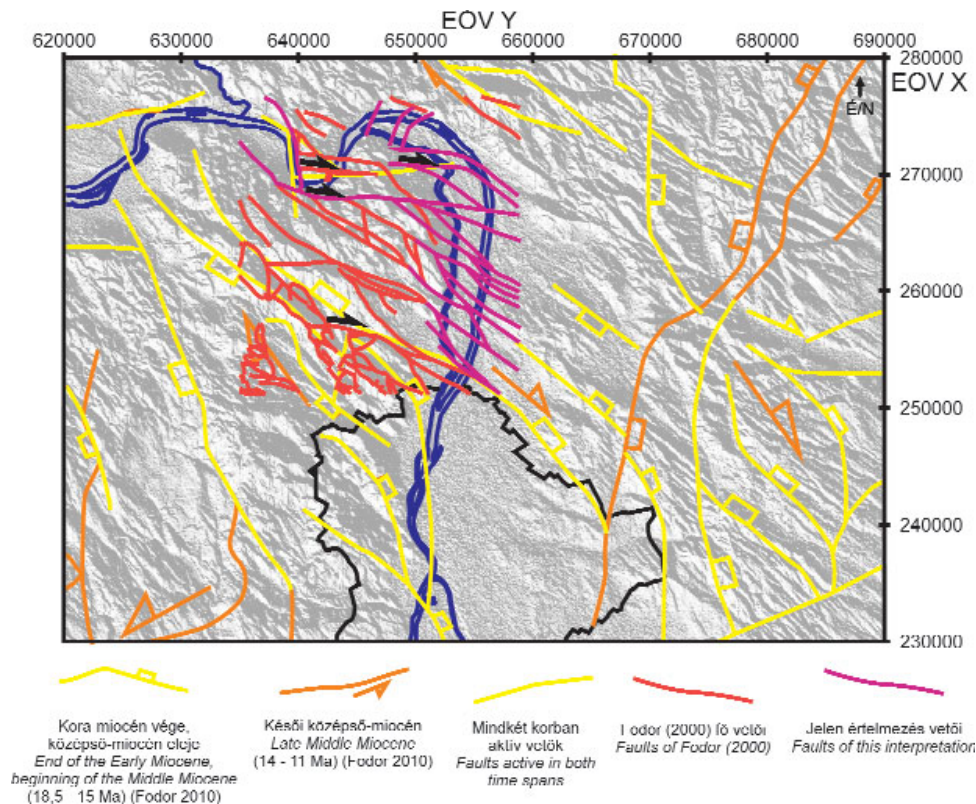 EOV Y
620000 630000 640000 650000 660000 670000 680000 690000
280000
EOV X
É/N
270000
260000
250000
240000
230000
Kora miocén vége,
középső-miocén eleje
End of the Early Miocene,
beginning of the Middle Miocene
(18,5 15 Ma) (Fodor 2010)
Késői középső-miocén
Late Middle Miocene
(14 - 11 Ma) (Fodor 2010)
Mindkét korban
aktív vetők
Faults active in both
time spans
Fodor (2000) fő vetői
Faults of Fodor (2000)
Jelen értelmezés vetői
Faults of this interpretation